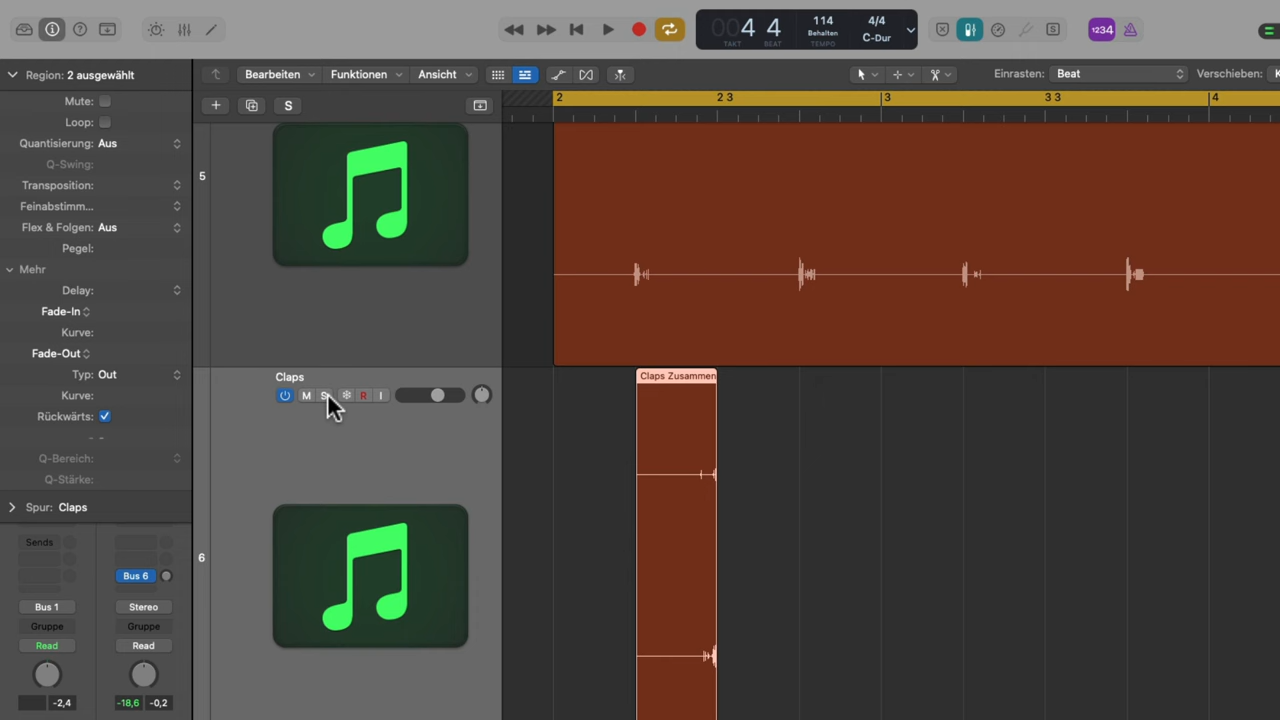 4 4
TAKT BEAT
114
Behalten
TEMPO
4/4
C-Dur
S
1234
Region: 2 ausgewählt
Bearbeiten Funktionen Ansicht
Einrasten: Beat
Verschieben:
S
2 2 3 3 3 3 4
Mute:
Loop:
Quantisierung: Aus
Q-Swing:
Transposition:
Feinabstimm...
Flex & Folgen: Aus
Pegel:
Mehr
Delay:
Fade-In
Kurve:
Fade-Out
Typ: Out
Kurve:
Rückwärts:
Q-Bereich:
Q-Stärke:
Spur: Claps
Sends
Bus 6
Bus 1 Stereo
Gruppe Gruppe
Read Read
-2,4 -18,6 -0,2
5
Claps
M S R I
6
Claps Zusammen